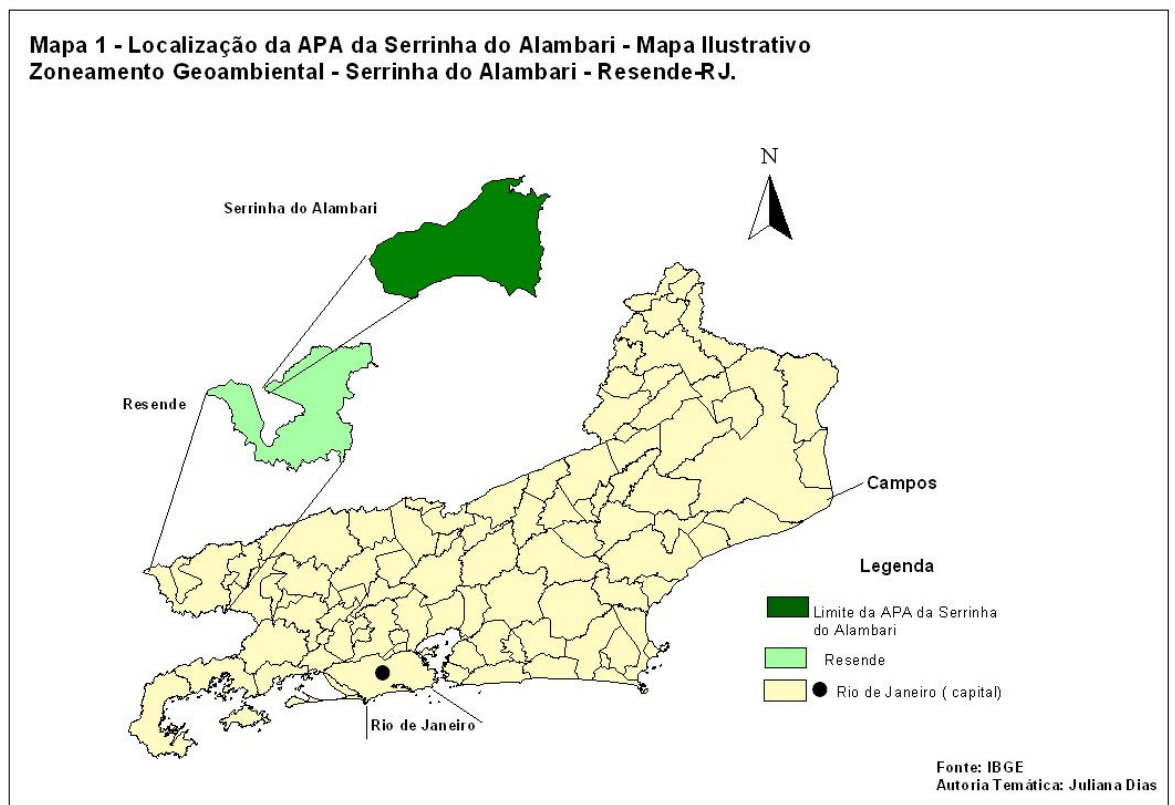 Mapa 1 - Localização da APA da Serrinha do Alambari - Mapa Ilustrativo
Zoneamento Geoambiental - Serrinha do Alambari - Resende-RJ.
N
Serrinha do Alambari
Resende
Campos
Legenda
Limite da APA da Serrinha
do Alambari
Resende
Rio de Janeiro ( capital)
Rio de Janeiro
Fonte: IBGE
Autoria Temática: Juliana Dias